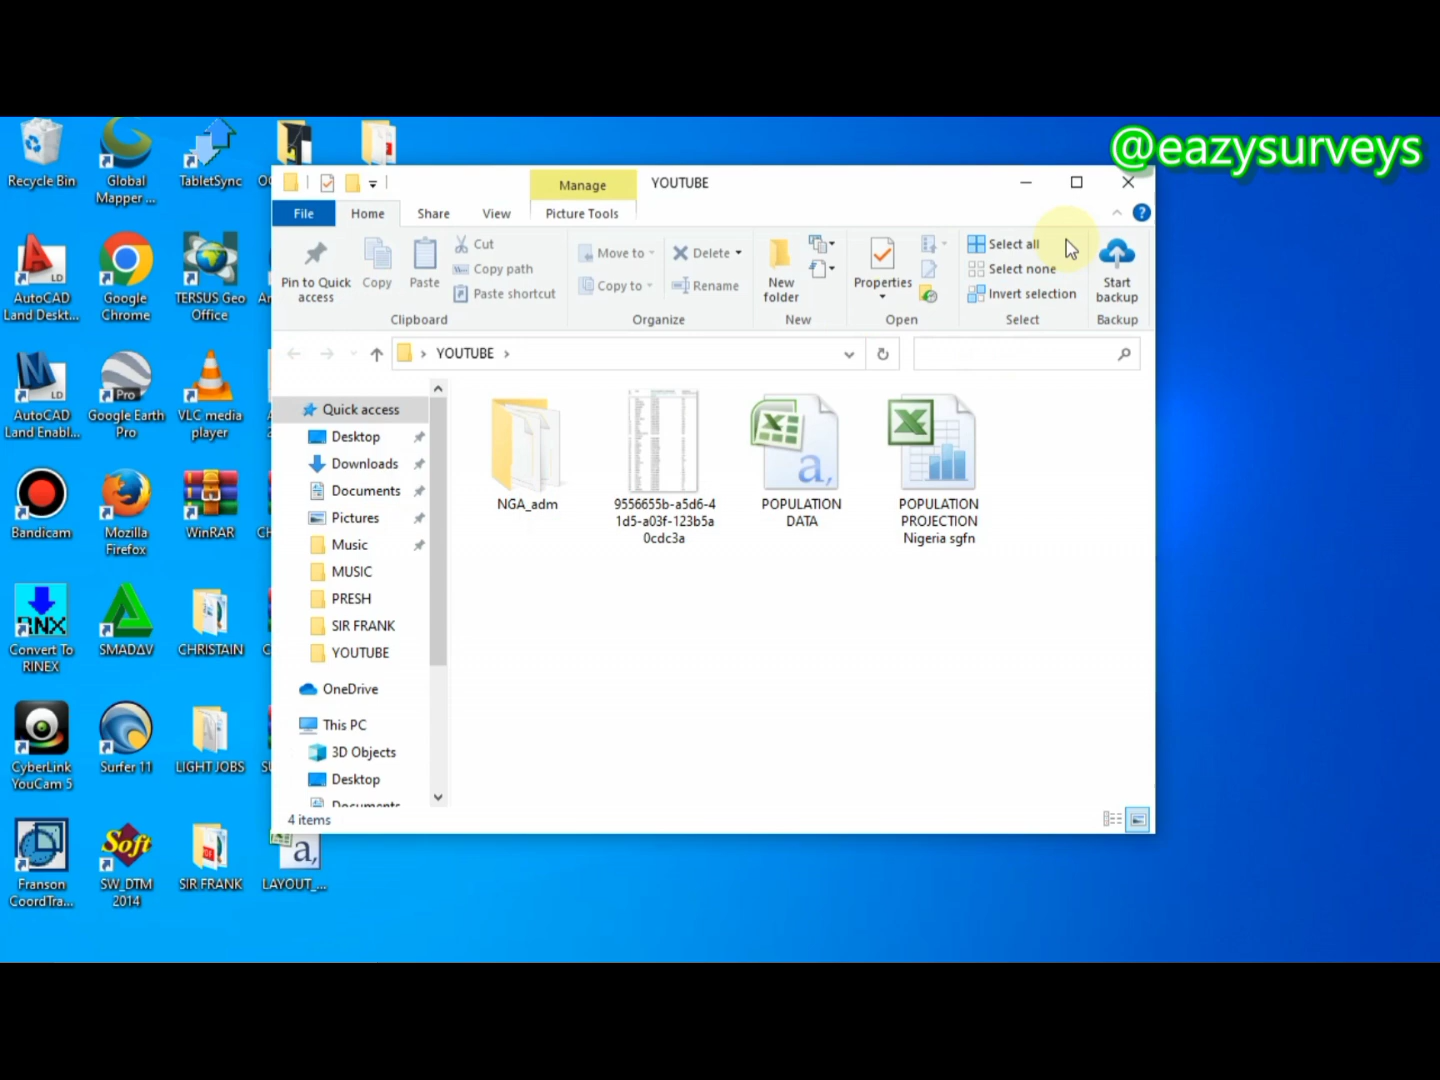 @eazysurveys
Recycle Bin
Global
Mapper ...
TabletSync
Manage
YOUTUBE
File
Home
Share
View
Picture Tools
Pin to Quick
access
Copy
Paste
Cut
Copy path
Paste shortcut
Clipboard
Move to
Copy to
Delete
Rename
Organize
New
folder
New
Properties
Open
Select all
Select none
Invert selection
Select
Start
backup
Backup
YOUTUBE
Quick access
Desktop
Downloads
Documents
Pictures
Music
MUSIC
PRESH
SIR FRANK
YOUTUBE
OneDrive
This PC
3D Objects
Desktop
Documents
NGA_adm
9556655b-a5d6-4
1d5-a03f-123b5a
0cdc3a
POPULATION
DATA
POPULATION
PROJECTION
Nigeria sgfn
4 items
AutoCAD
Land Deskt...
Google
Chrome
TERSUS Geo
Office
AutoCAD
Land Enabl...
Google Earth
Pro
VLC media
player
Bandicam
Mozilla
Firefox
WinRAR
Convert To
RINEX
SMADΔV
CHRISTAIN
CyberLink
YouCam 5
Surfer 11
LIGHT JOBS
Franson
CoordTra...
SW_DTM
2014
SIR FRANK
LAYOUT_...